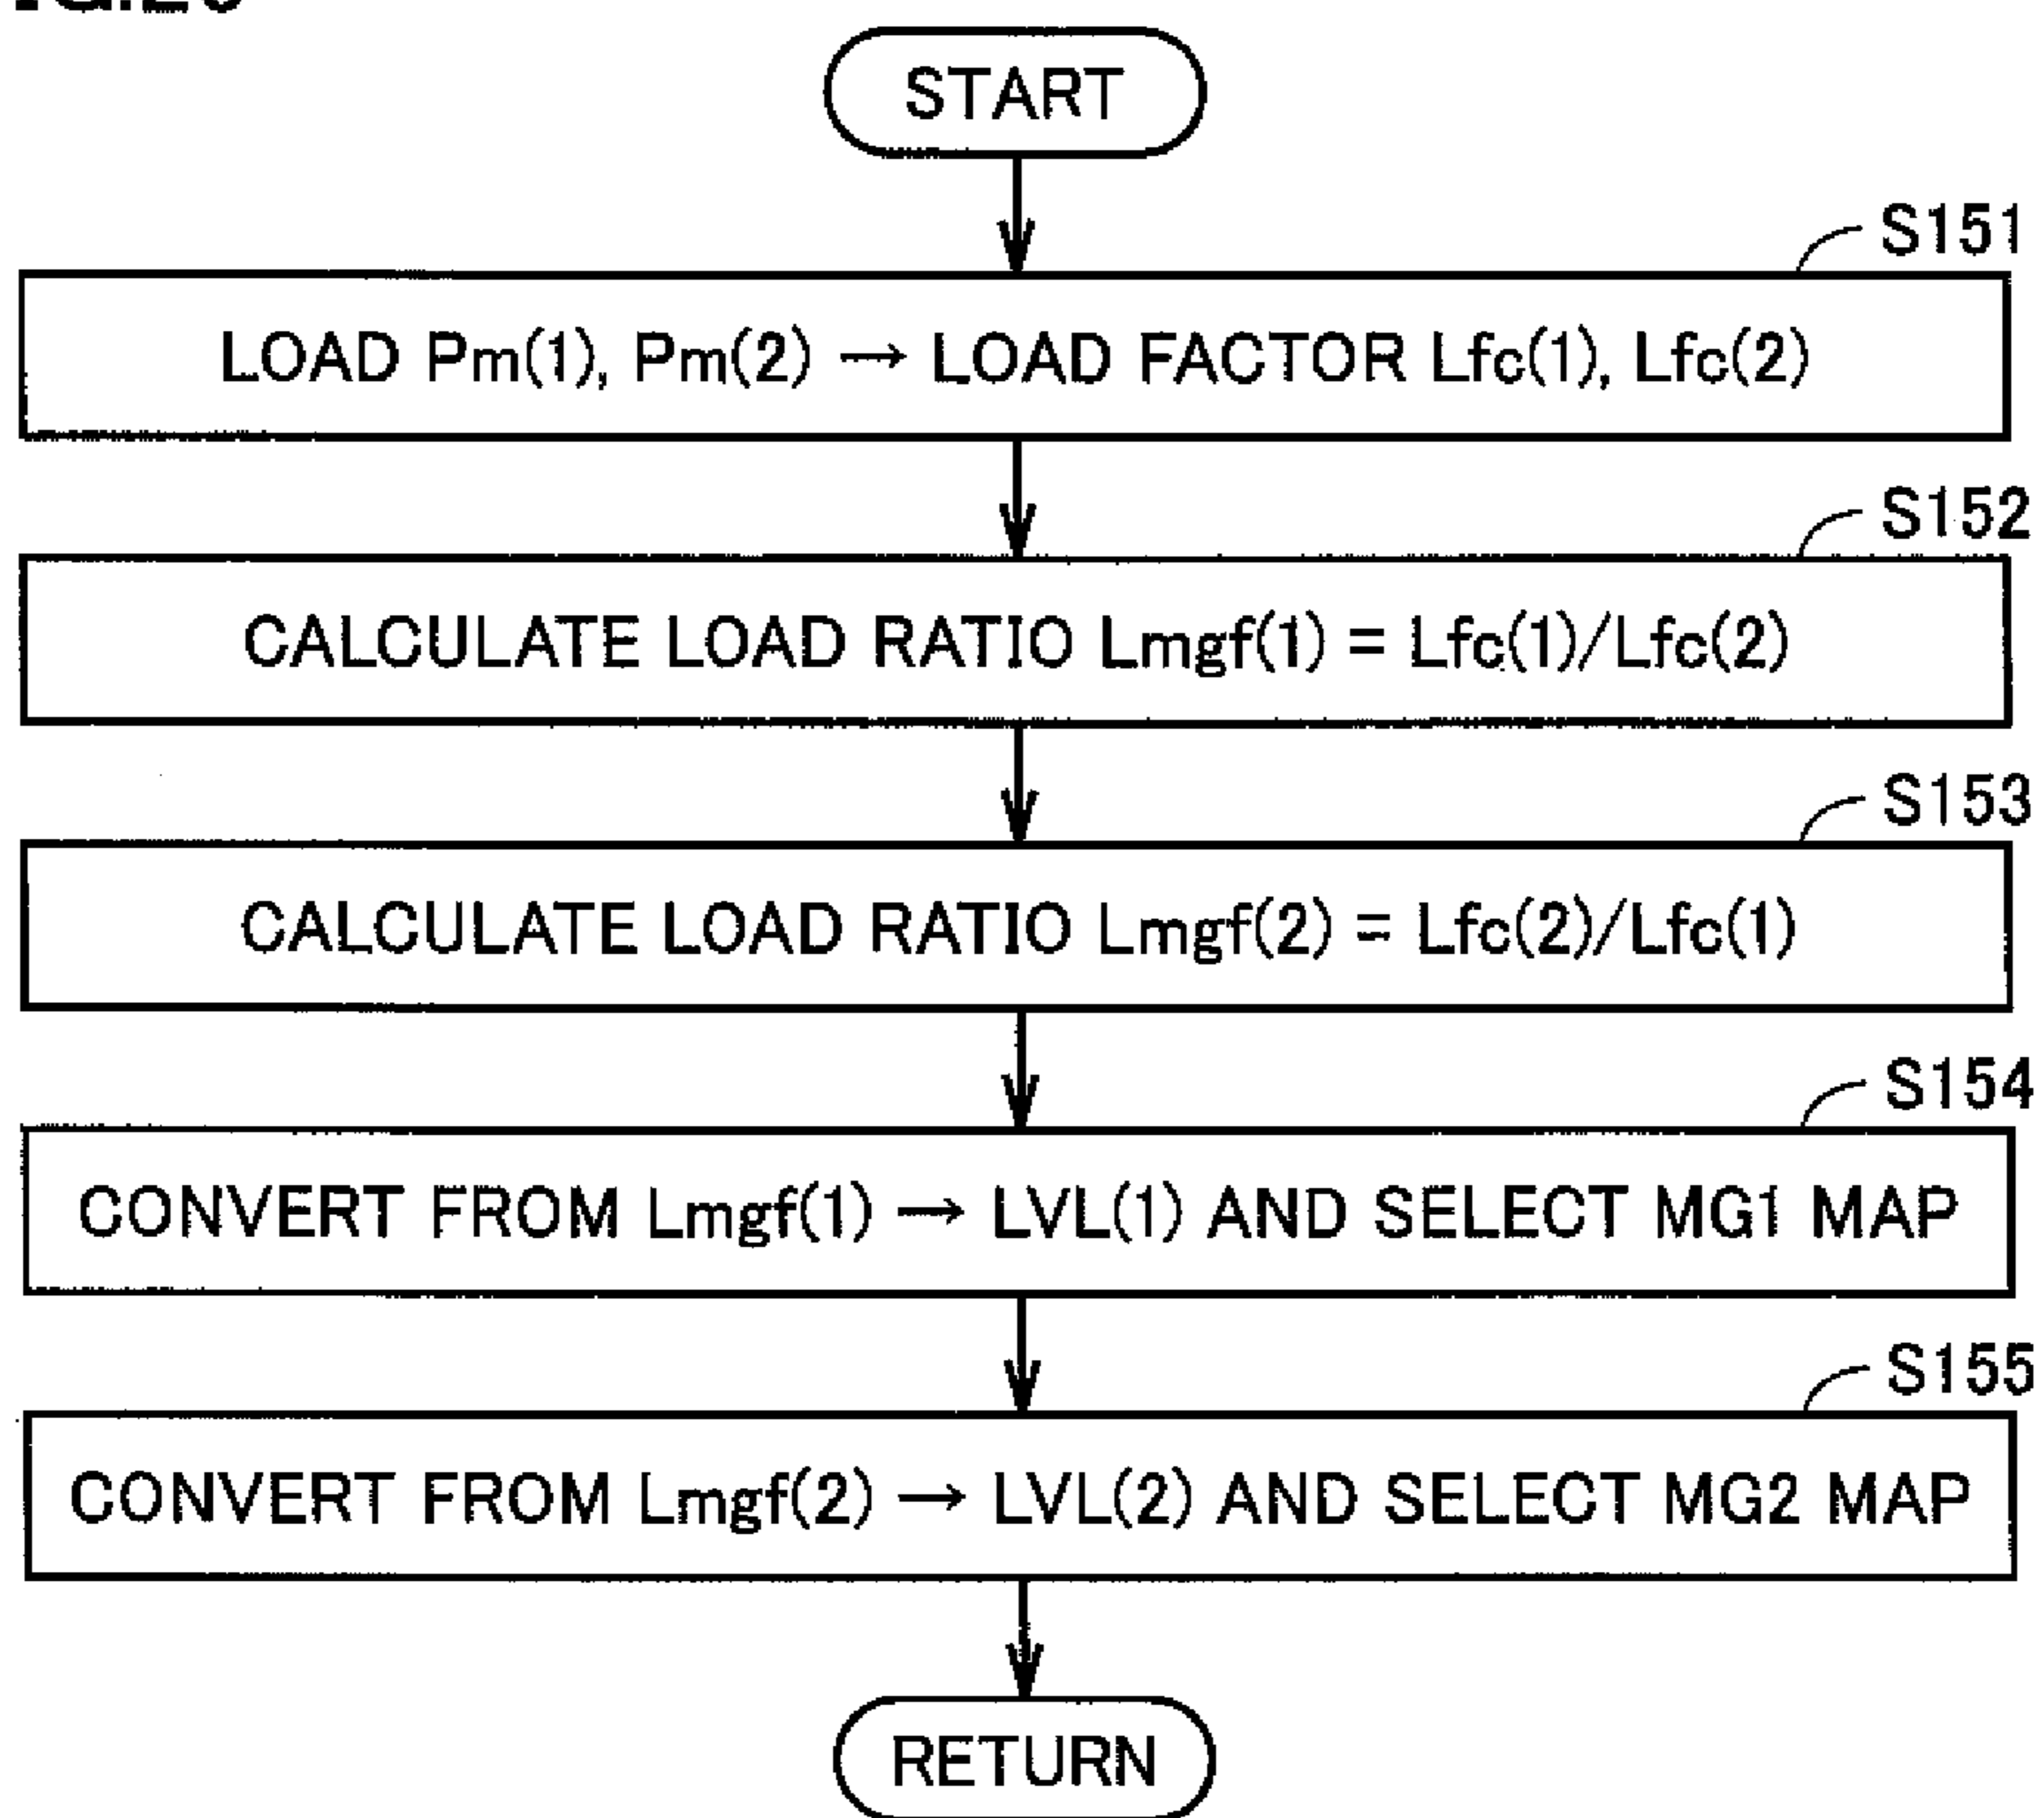 START
S151
LOAD Pm(1), Pm(2) → LOAD FACTOR Lfc(1), Lfc(2)
S152
CALCULATE LOAD RATIO Lmgf(1) = Lfc(1)/Lfc(2)
S153
CALCULATE LOAD RATIO Lmgf(2) = Lfc(2)/Lfc(1)
S154
CONVERT FROM Lmgf(1) → LVL(1) AND SELECT MG1 MAP
S155
CONVERT FROM Lmgf(2) → LVL(2) AND SELECT MG2 MAP
RETURN